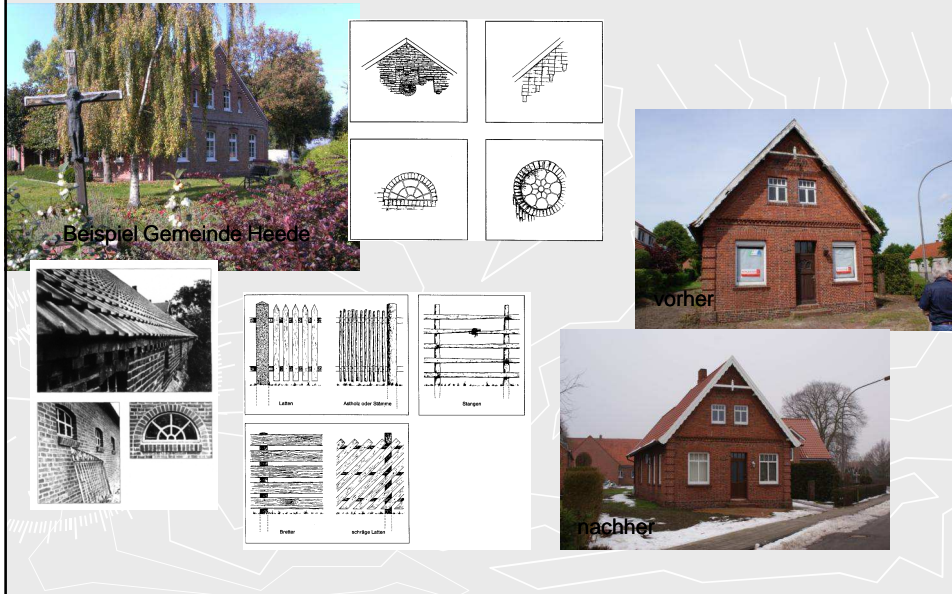 Beispiel Gemeinde Heede
vorher
Latten
Astholz oder Stämme
Stangen
Bretter
schräge Latten
nachher